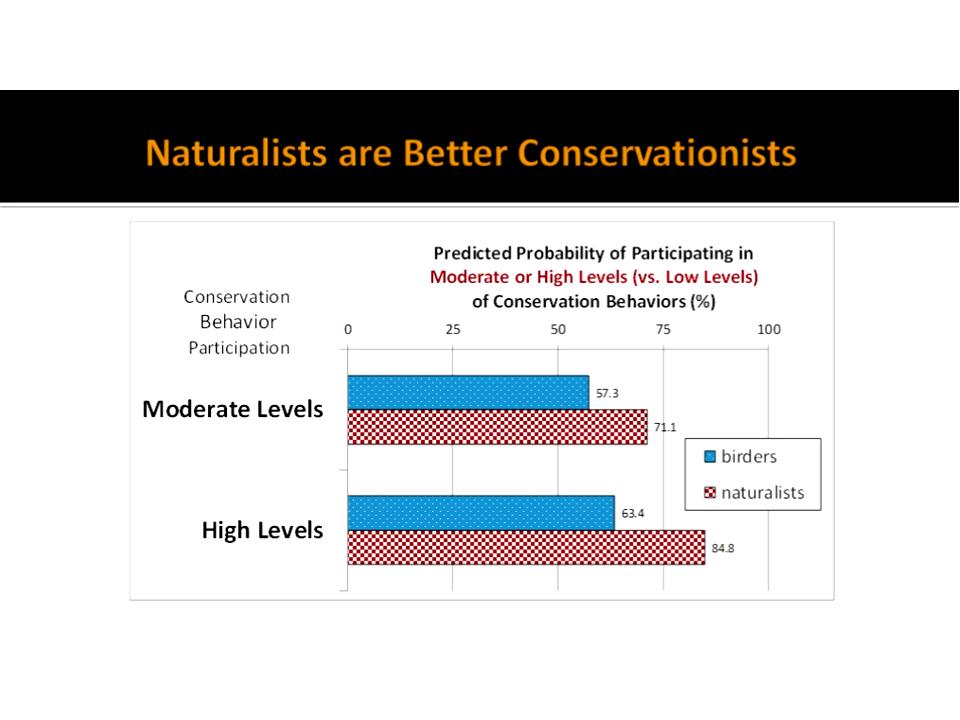 Naturalists are Better Conservationists
Predicted Probability of Participating in
Moderate or High Levels (vs. Low Levels)
of Conservation Behaviors (%)
Conservation
Behavior
Participation
0 25 50 75 100
Moderate Levels
57.3
71.1
birders
naturalists
High Levels
63.4
84.8